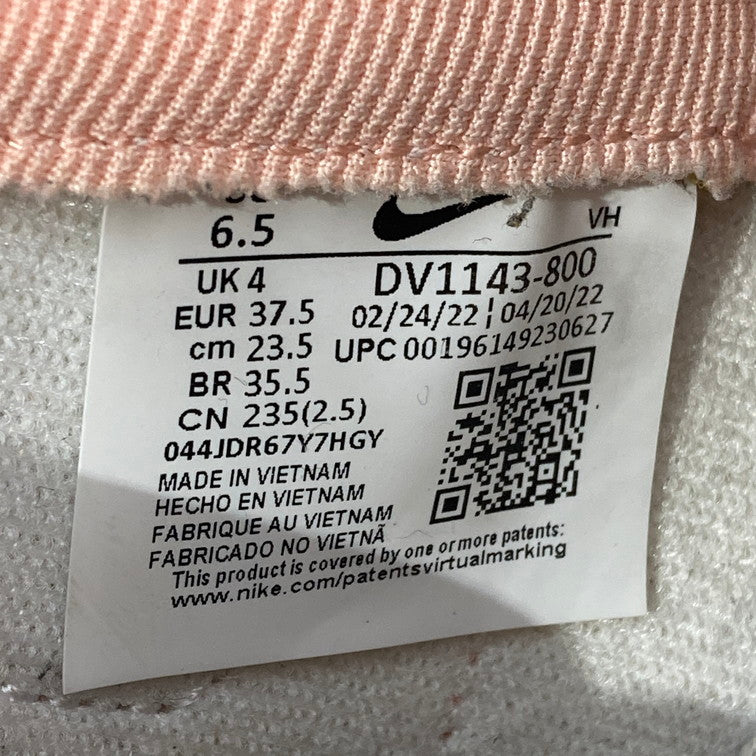 6.5
VH
UK 4
DV1143-800
EUR 37.5
02/24/22 ¦ 04/20/22
cm 23.5
UPC 00196149230627
BR 35.5
CN 235(2.5)
044JDR67Y7HGY
MADE IN VIETNAM
HECHO EN VIETNAM
FABRIQUE AU VIETNAM
FABRICADO NO VIETNÃ
This product is covered by one or more patents:
www.nike.com/patentsvirtualmarking